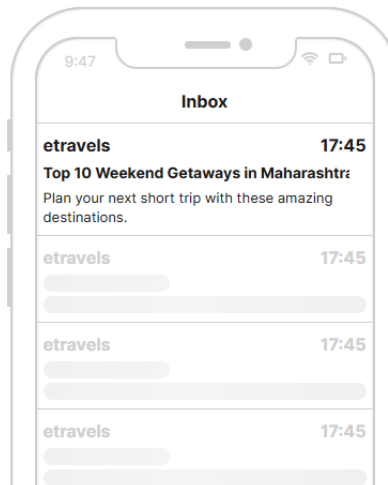 9:47
Inbox
etravels 17:45
Top 10 Weekend Getaways in Maharashtra
Plan your next short trip with these amazing
destinations.
etravels 17:45
etravels 17:45
etravels 17:45